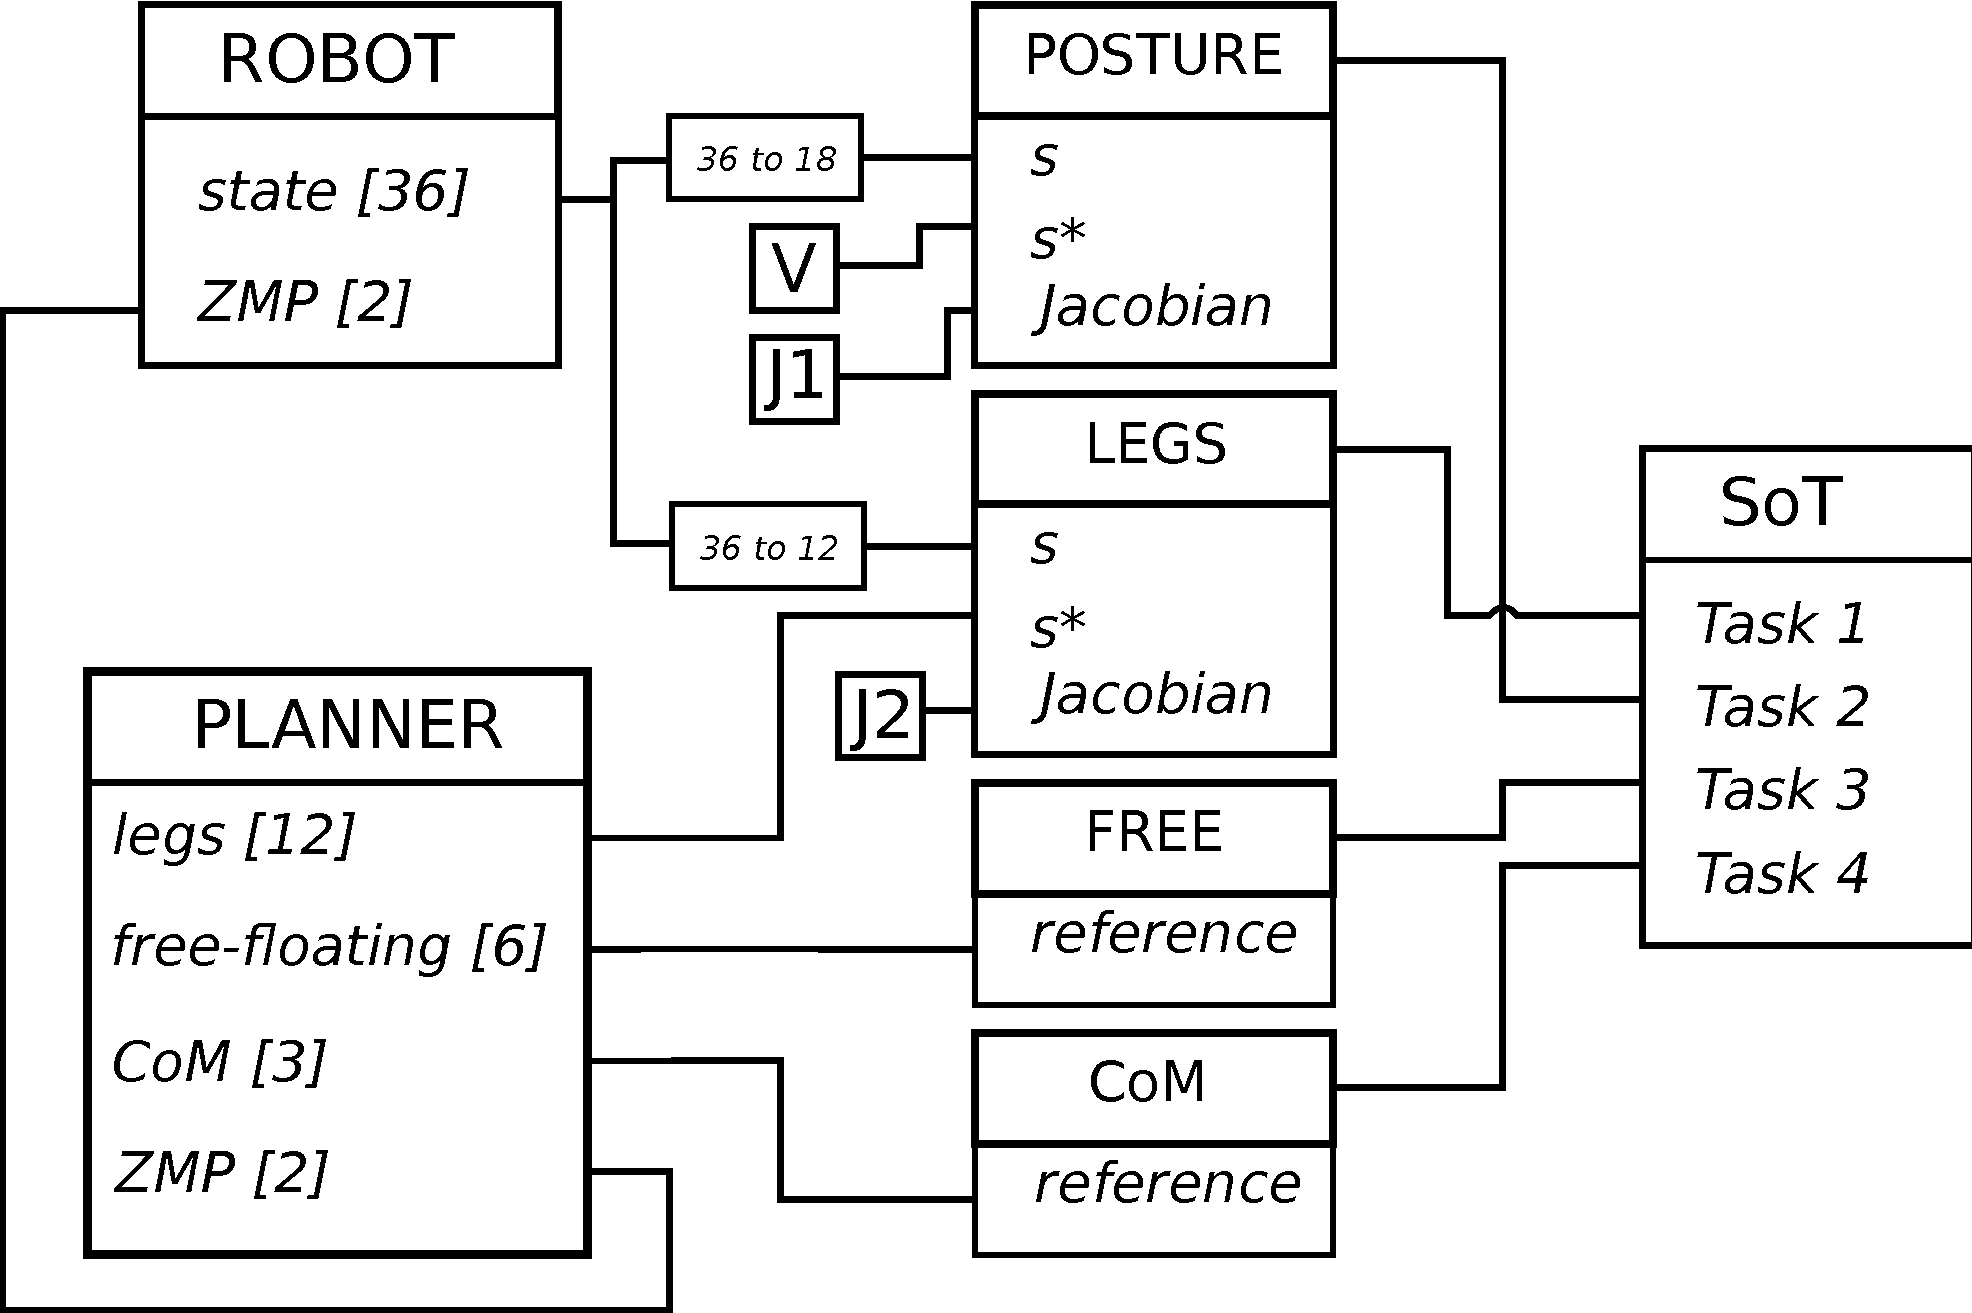 ROBOT
state [36]
ZMP [2]
36 to 18
V
J1
POSTURE
s
s*
Jacobian
36 to 12
J2
LEGS
s
s*
Jacobian
PLANNER
legs [12]
free-floating [6]
CoM [3]
ZMP [2]
FREE
reference
CoM
reference
SoT
Task 1
Task 2
Task 3
Task 4